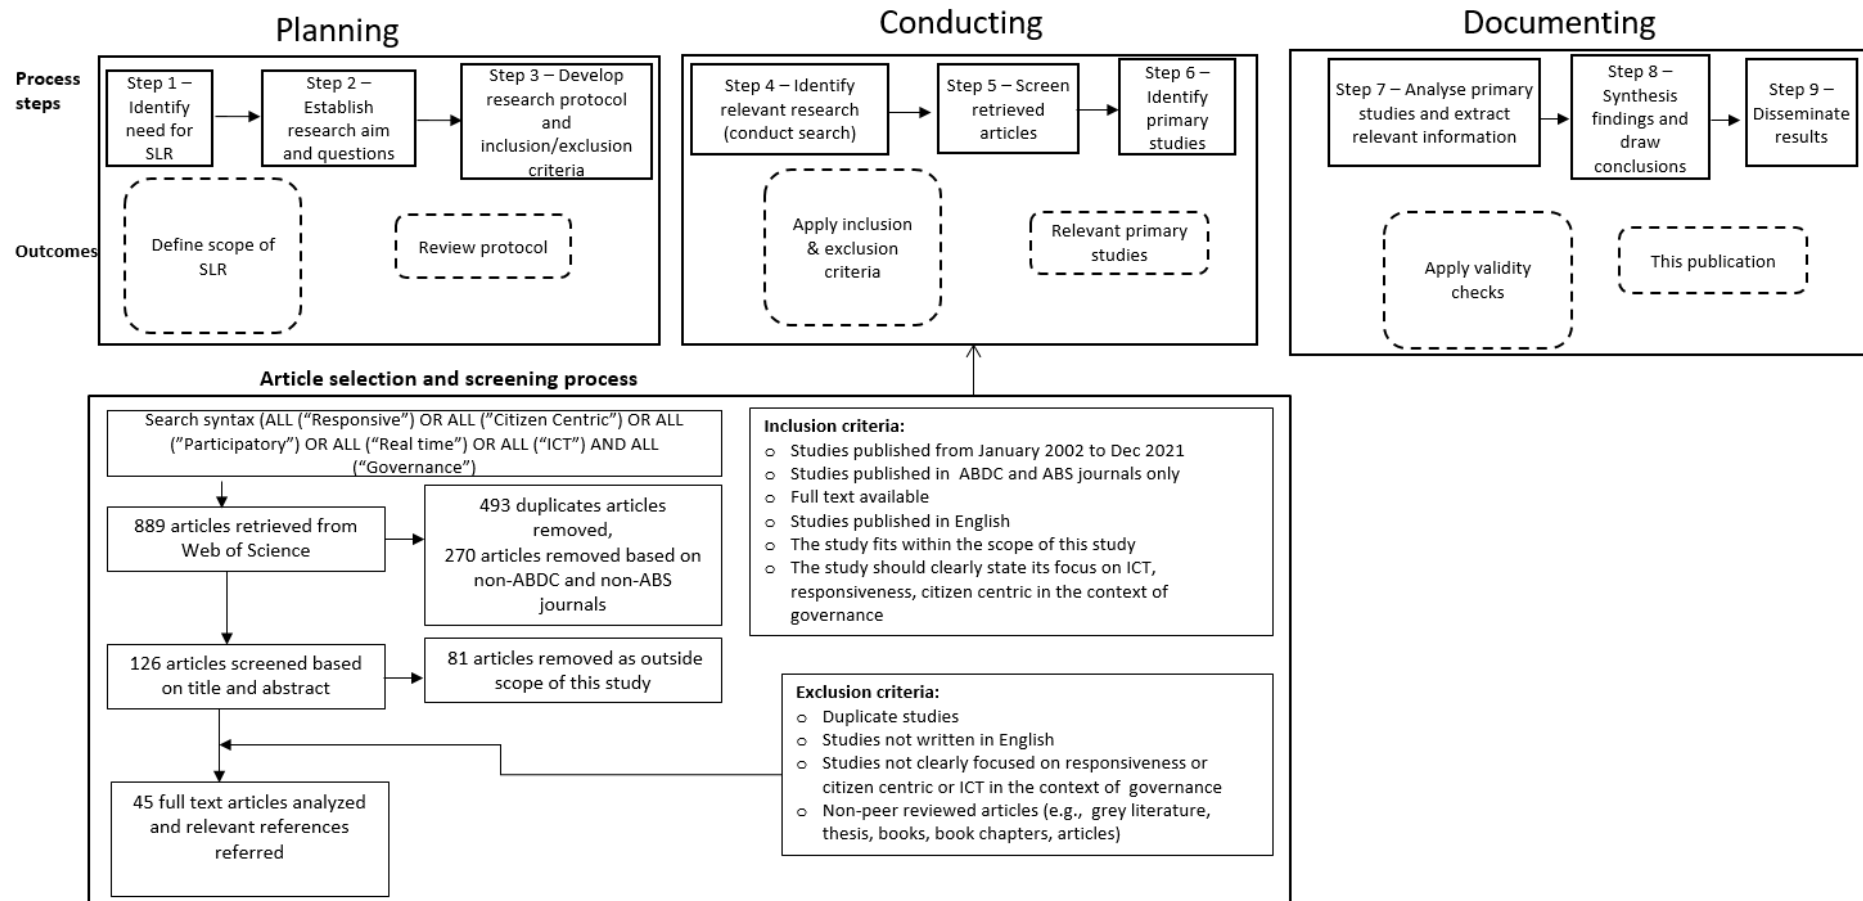 Planning
Conducting
Documenting
Process
steps
Step 1 –
Identify
need for
SLR
Step 2 –
Establish
research aim
and questions
Step 3 – Develop
research protocol
and
inclusion/exclusion
criteria
Step 4 – Identify
relevant research
(conduct search)
Step 5 – Screen
retrieved
articles
Step 6 –
Identify
primary
studies
Step 7 – Analyse primary
studies and extract
relevant information
Step 8 –
Synthesis
findings and
draw
conclusions
Step 9 –
Disseminate
results
Outcomes
Define scope of
SLR
Review protocol
Apply inclusion
& exclusion
criteria
Relevant primary
studies
Apply validity
checks
This publication
Article selection and screening process
Search syntax (ALL (“Responsive”) OR ALL (”Citizen Centric”) OR ALL
(”Participatory”) OR ALL (“Real time”) OR ALL (“ICT”) AND ALL
(“Governance”)
889 articles retrieved from
Web of Science
493 duplicates articles
removed,
270 articles removed based on
non-ABDC and non-ABS
journals
126 articles screened based
on title and abstract
81 articles removed as outside
scope of this study
45 full text articles analyzed
and relevant references
referred
Inclusion criteria:
o Studies published from January 2002 to Dec 2021
o Studies published in ABDC and ABS journals only
o Full text available
o Studies published in English
o The study fits within the scope of this study
o The study should clearly state its focus on ICT,
responsiveness, citizen centric in the context of
governance
Exclusion criteria:
o Duplicate studies
o Studies not written in English
o Studies not clearly focused on responsiveness or
citizen centric or ICT in the context of governance
o Non-peer reviewed articles (e.g., grey literature,
thesis, books, book chapters, articles)